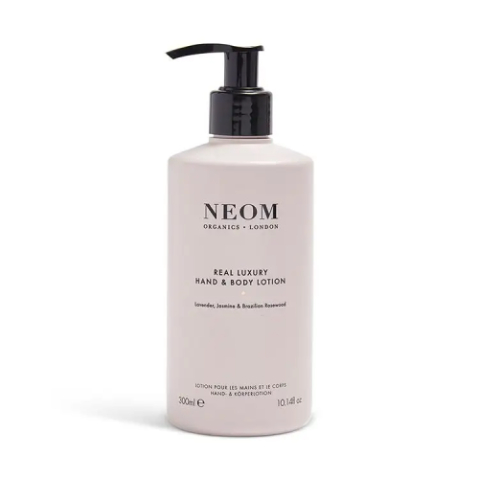 NEOM
ORGANICS • LONDON
REAL LUXURY
HAND & BODY LOTION
Lavender, Jasmine & Brazilian Rosewood
LOTION POUR LES MAINS ET LE CORPS
HAND- & KÖRPERLOTION
300ml ℮ 10.148 oz